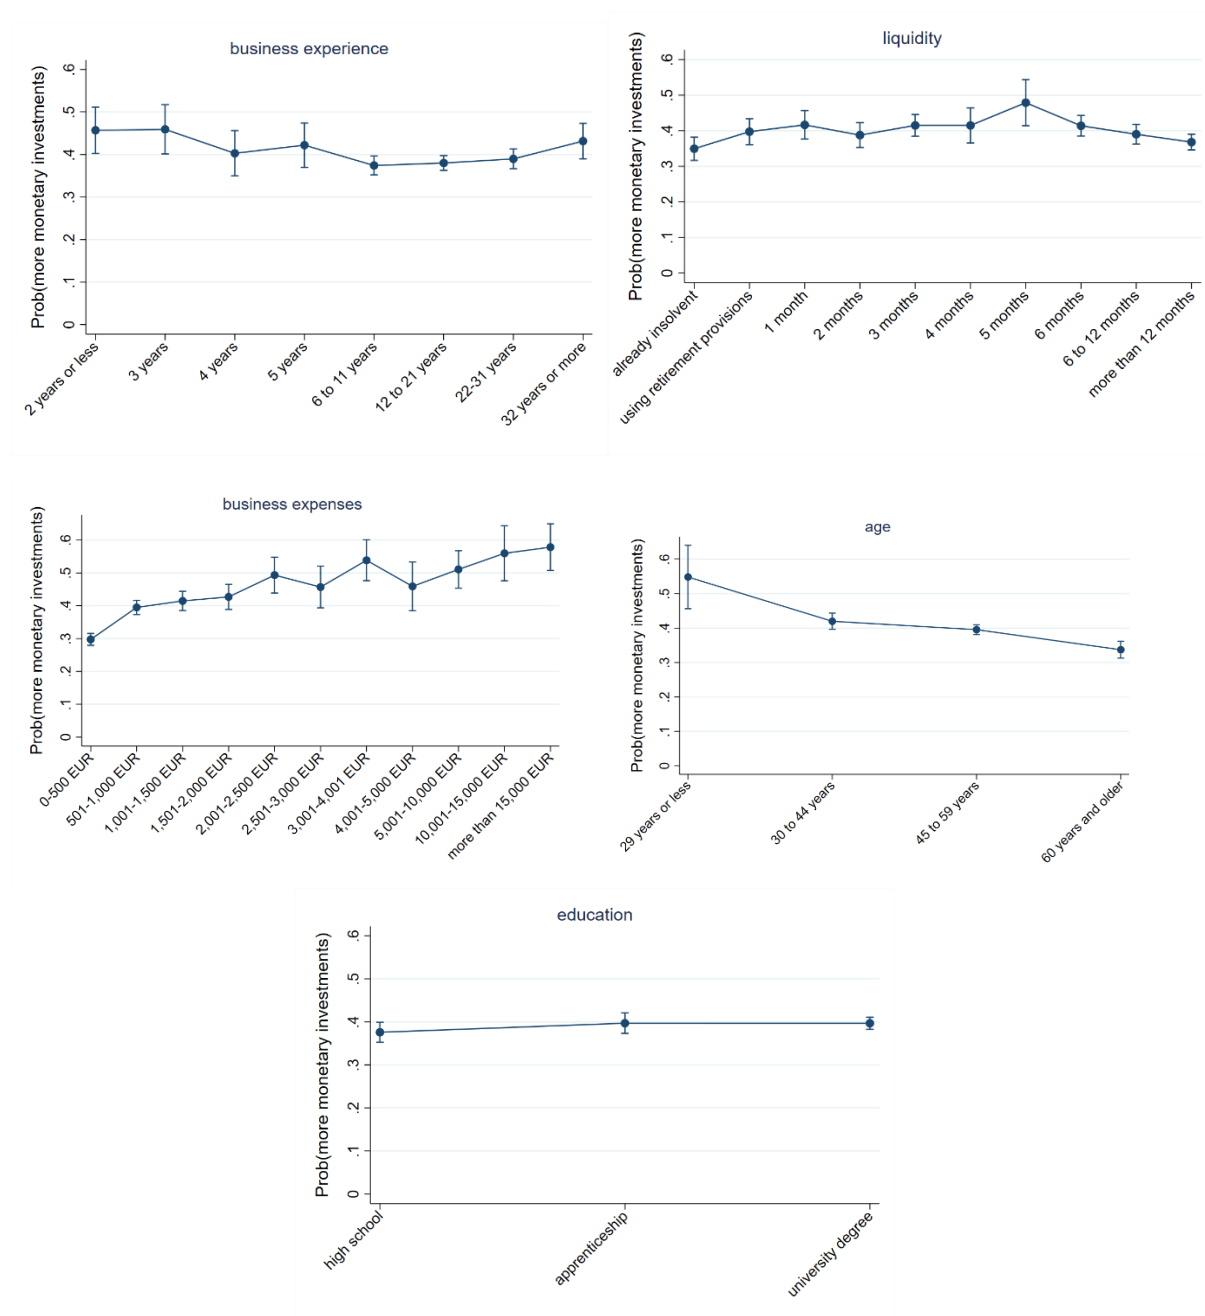 business experience
Prob(more monetary investments)
.6
.5
.4
.3
.2
.1
0
2 years or less
3 years
4 years
5 years
6 to 11 years
12 to 21 years
22-31 years
32 years or more
liquidity
Prob(more monetary investments)
.6
.5
.4
.3
.2
.1
0
already insolvent
using retirement provisions
1 month
2 months
3 months
4 months
5 months
6 months
6 to 12 months
more than 12 months
business expenses
Prob(more monetary investments)
.6
.5
.4
.3
.2
.1
0
0-500 EUR
501-1,000 EUR
1,001-1,500 EUR
1,501-2,000 EUR
2,001-2,500 EUR
2,501-3,000 EUR
3,001-4,001 EUR
4,001-5,000 EUR
5,001-10,000 EUR
10,001-15,000 EUR
more than 15,000 EUR
age
Prob(more monetary investments)
.6
.5
.4
.3
.2
.1
0
29 years or less
30 to 44 years
45 to 59 years
60 years and older
education
Prob(more monetary investments)
.6
.5
.4
.3
.2
.1
0
high school
apprenticeship
university degree